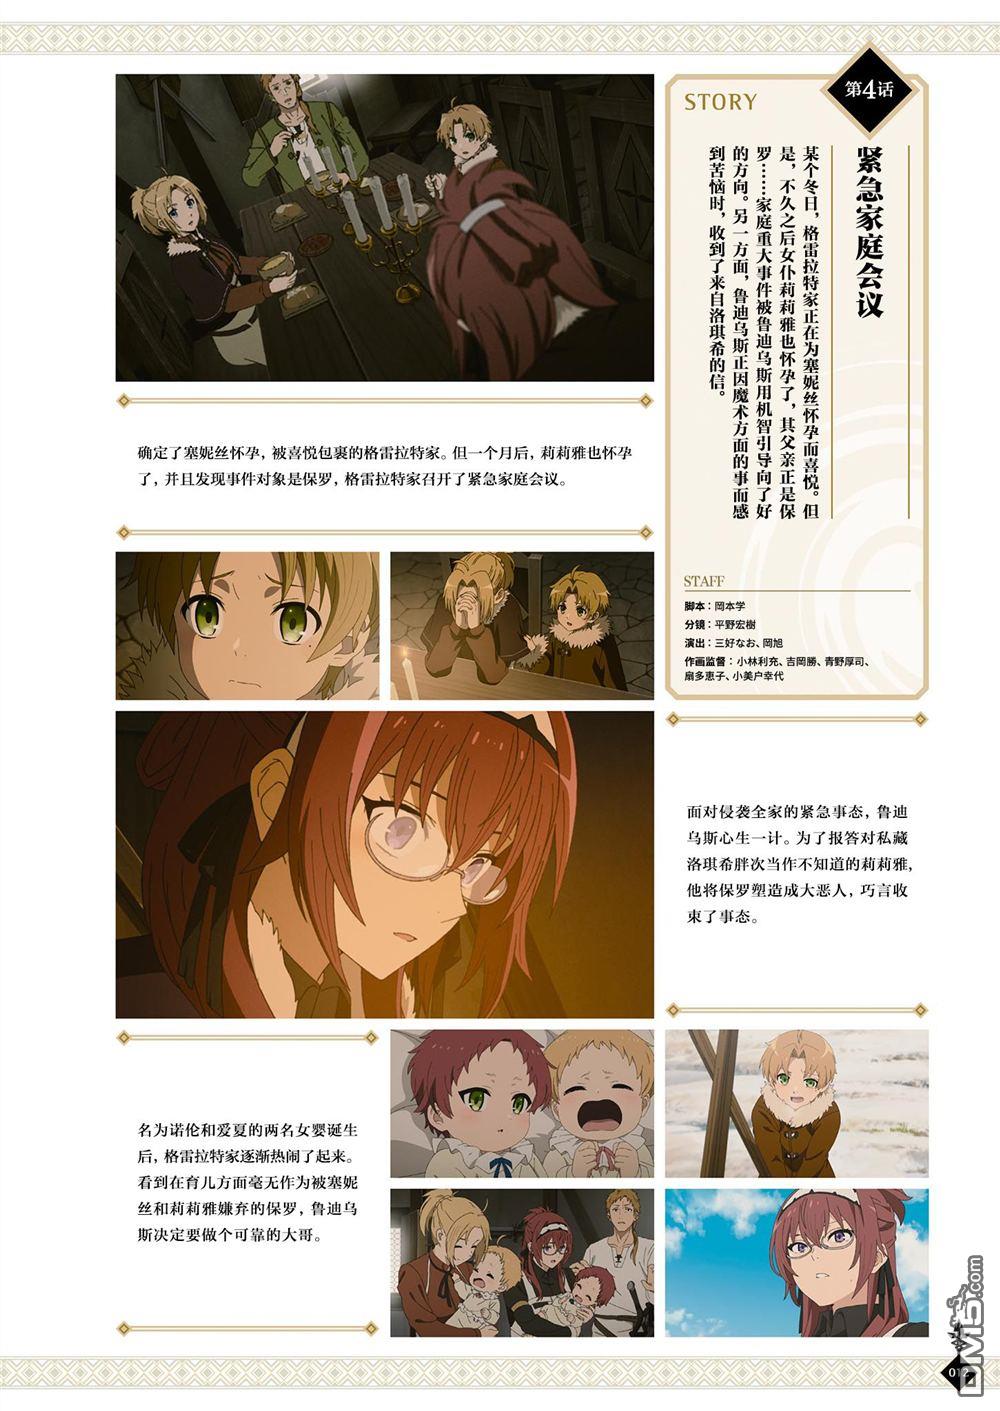 第4话
STORY
紧急家庭会议
某个冬日，格雷拉特家正在为塞妮丝怀孕而喜悦。但
是，不久之后女仆莉莉雅也怀孕了，其父亲正是保
罗……家庭重大事件被鲁迪乌斯用机智引导向了好
的方向。另一方面，鲁迪乌斯正因魔术方面的事而感
到苦恼时，收到了来自洛琪希的信。
STAFF
脚本：岡本学
分镜：平野宏樹
演出：三好なお、岡旭
作画监督：小林利充、吉岡勝、青野厚司、
扇多恵子、小美户幸代
确定了塞妮丝怀孕，被喜悦包裹的格雷拉特家。但一个月后，莉莉雅也怀孕
了，并且发现事件对象是保罗，格雷拉特家召开了紧急家庭会议。
面对侵袭全家的紧急事态，鲁迪
乌斯心生一计。为了报答对私藏
洛琪希胖次当作不知道的莉莉雅，
他将保罗塑造成大恶人，巧言收
束了事态。
名为诺伦和爱夏的两名女婴诞生
后，格雷拉特家逐渐热闹了起来。
看到在育儿方面毫无作为被塞妮
丝和莉莉雅嫌弃的保罗，鲁迪乌
斯决定要做个可靠的大哥。
DM5.com